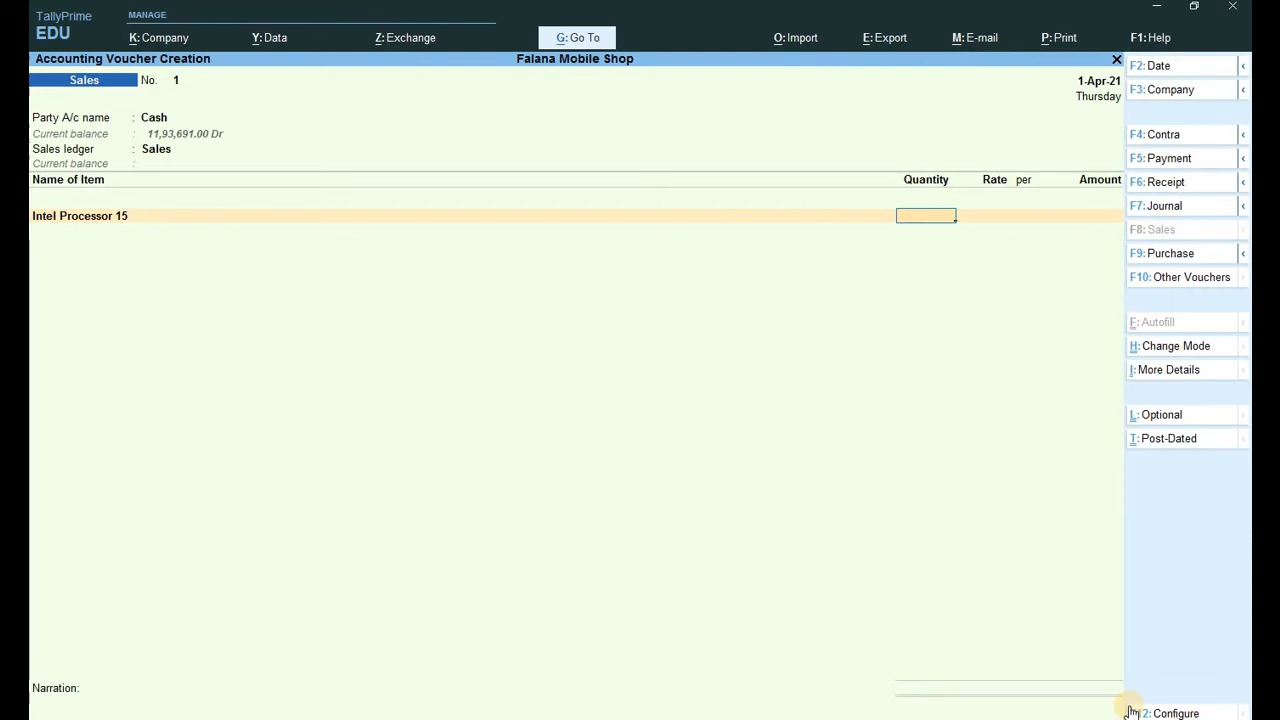 TallyPrime
EDU
MANAGE
K: Company
Y: Data
Z: Exchange
G: Go To
O: Import
E: Export
M: E-mail
P: Print
F1: Help
Accounting Voucher Creation
Falana Mobile Shop
Sales
No. 1
1-Apr-21
Thursday
Party A/c name : Cash
Current balance : 11,93,691.00 Dr
Sales ledger : Sales
Current balance :
Name of Item
Quantity
Rate per
Amount
Intel Processor 15
Narration:
F2: Date
F3: Company
F4: Contra
F5: Payment
F6: Receipt
F7: Journal
F8: Sales
F9: Purchase
F10: Other Vouchers
F: Autofill
H: Change Mode
I: More Details
L: Optional
T: Post-Dated
2: Configure